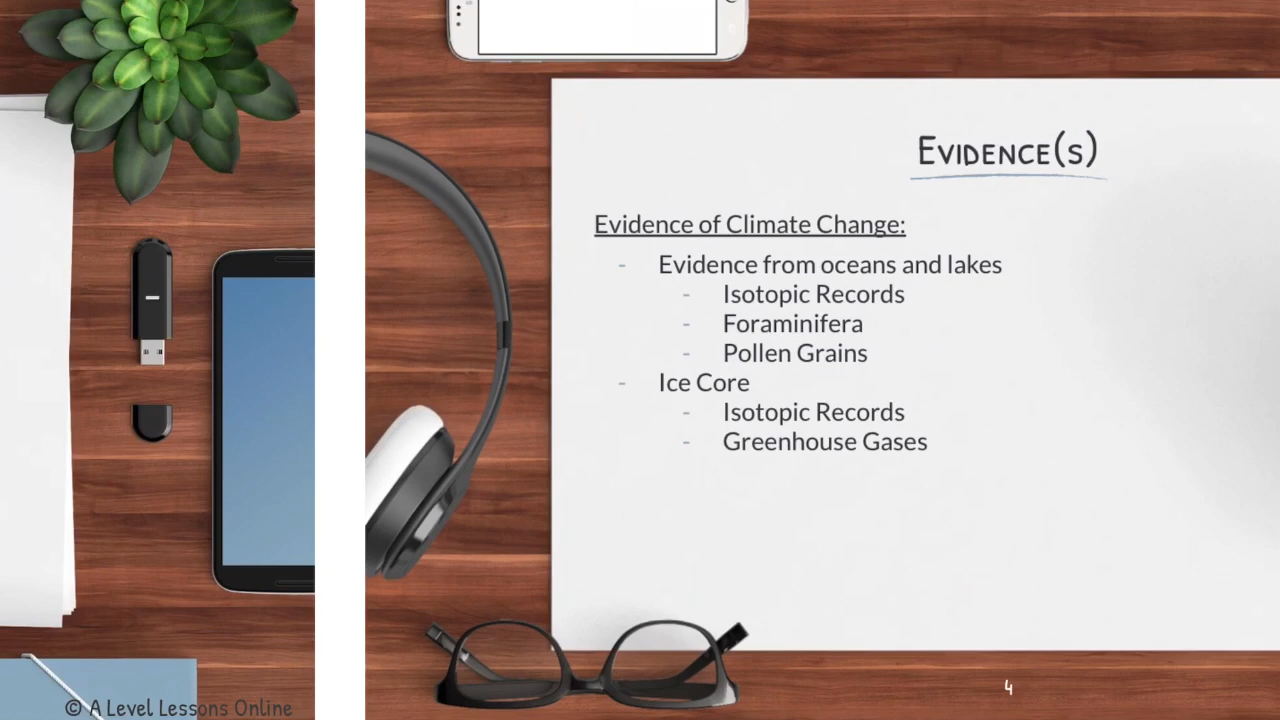 Evidence(s)
Evidence of Climate Change:
- Evidence from oceans and lakes
- Isotopic Records
- Foraminifera
- Pollen Grains
- Ice Core
- Isotopic Records
- Greenhouse Gases
4
© A Level Lessons Online